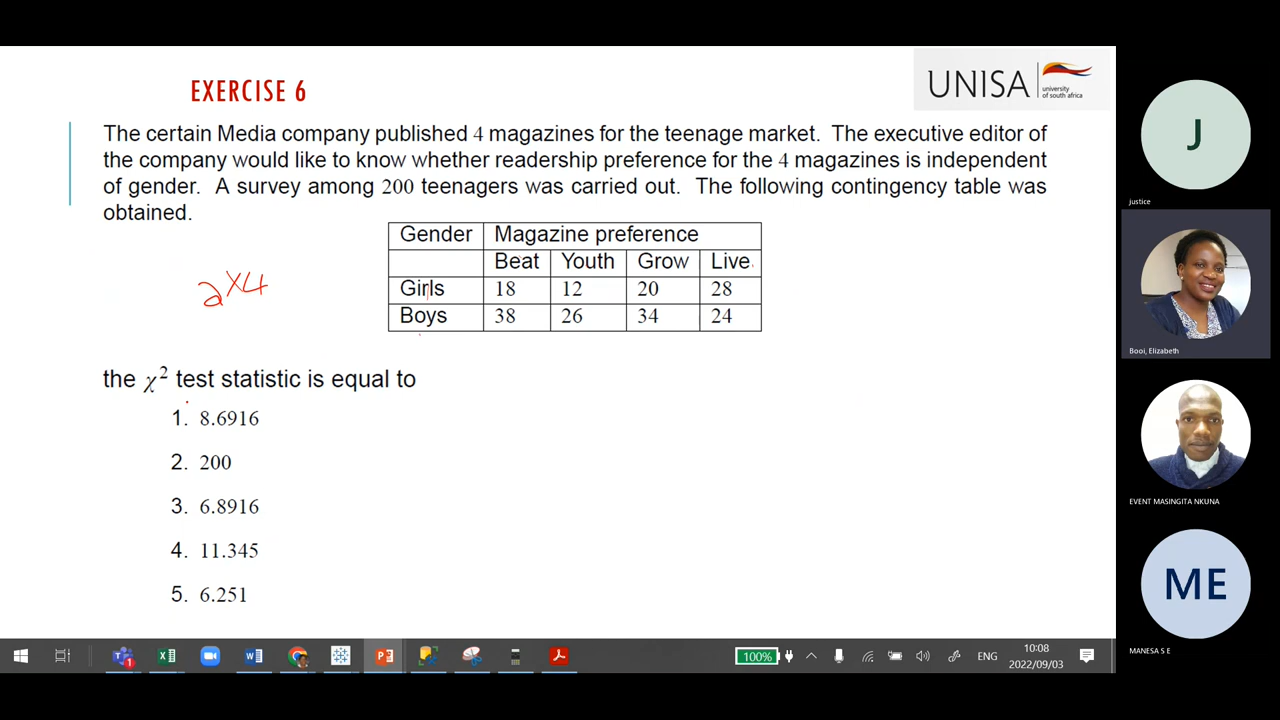 EXERCISE 6
UNISA
university
of south africa
The certain Media company published 4 magazines for the teenage market. The executive editor of
the company would like to know whether readership preference for the 4 magazines is independent
of gender. A survey among 200 teenagers was carried out. The following contingency table was
obtained.
Gender Magazine preference
Beat Youth Grow Live
Girls 18 12 20 28
Boys 38 26 34 24
2x4
the χ² test statistic is equal to
1. 8.6916
2. 200
3. 6.8916
4. 11.345
5. 6.251
J
justice
Booi, Elizabeth
EVENT MASINGITA NKUNA
ME
MANESA S E
1
100%
ENG
10:08
2022/09/03